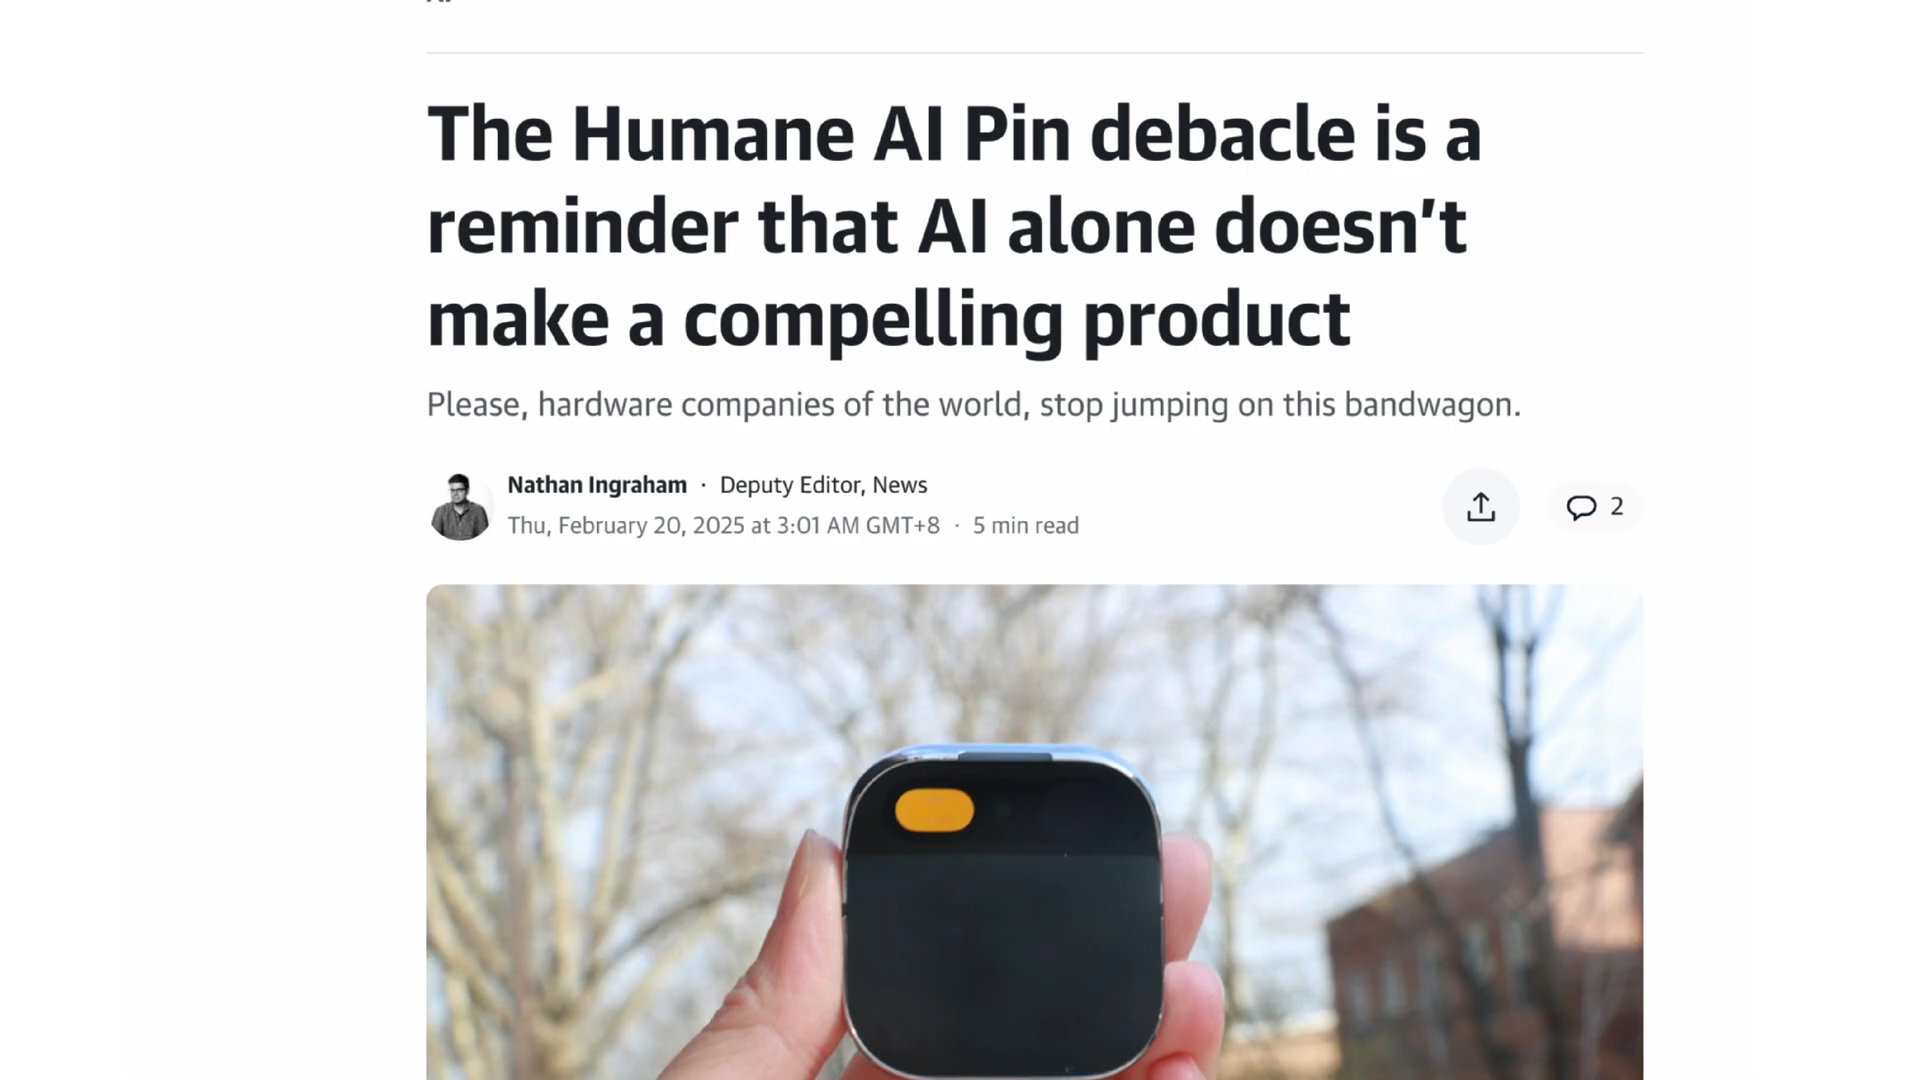 The Humane AI Pin debacle is a
reminder that AI alone doesn’t
make a compelling product
Please, hardware companies of the world, stop jumping on this bandwagon.
Nathan Ingraham · Deputy Editor, News
Thu, February 20, 2025 at 3:01 AM GMT+8 · 5 min read
2